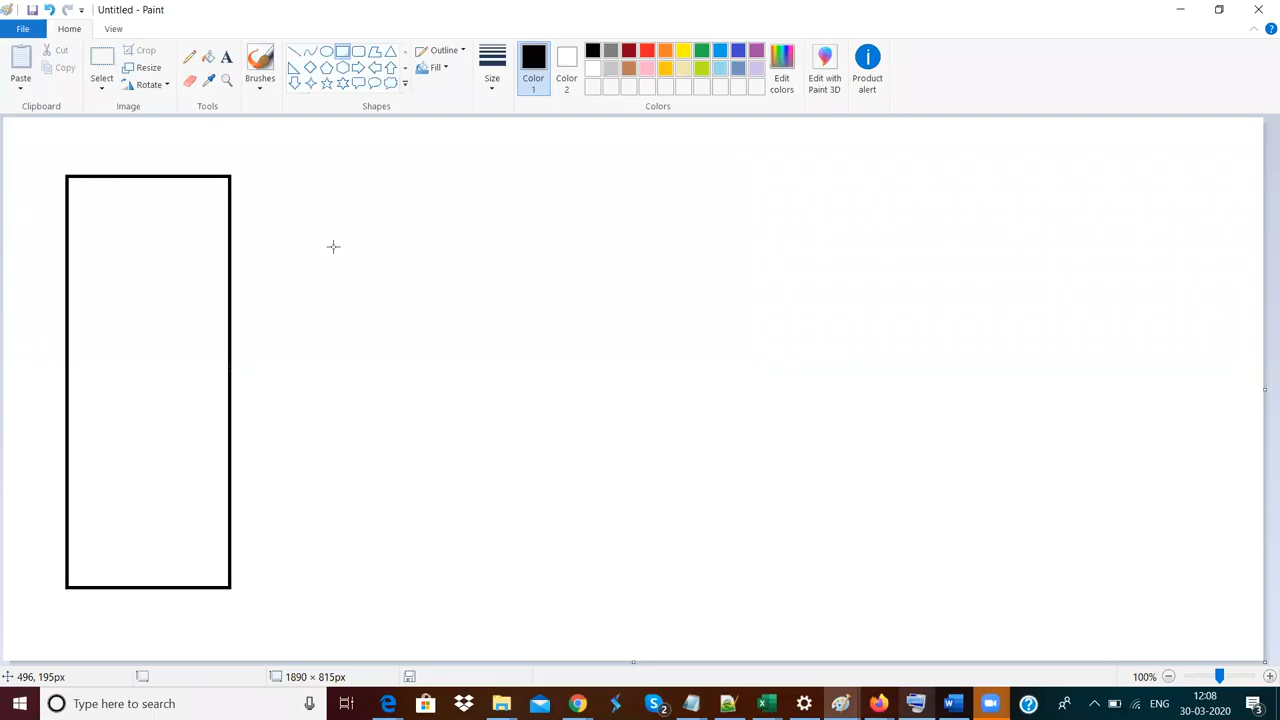 Untitled - Paint
File
Home
View
Paste
Cut
Copy
Clipboard
Select
Crop
Resize
Rotate
Image
A
Tools
Brushes
Shapes
Outline
Fill
Size
Color
1
Color
2
Colors
Edit
colors
Edit with
Paint 3D
Product
alert
496, 195px
1890 × 815px
100%
Type here to search
2
ENG
12:08
30-03-2020
3